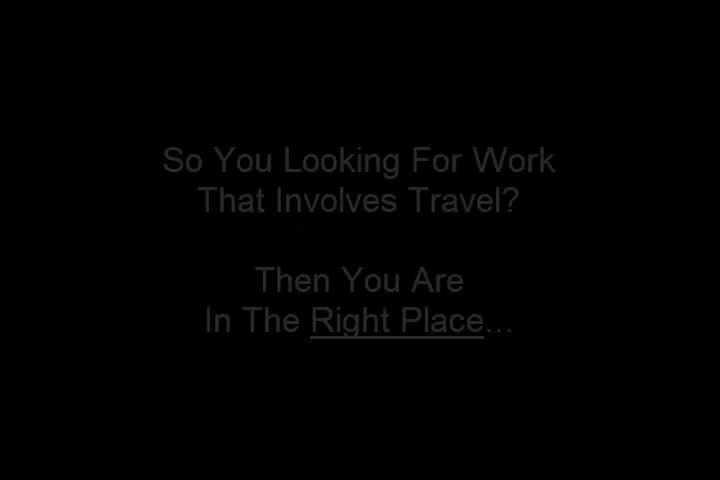 So You Looking For Work
That Involves Travel?
Then You Are
In The Right Place...